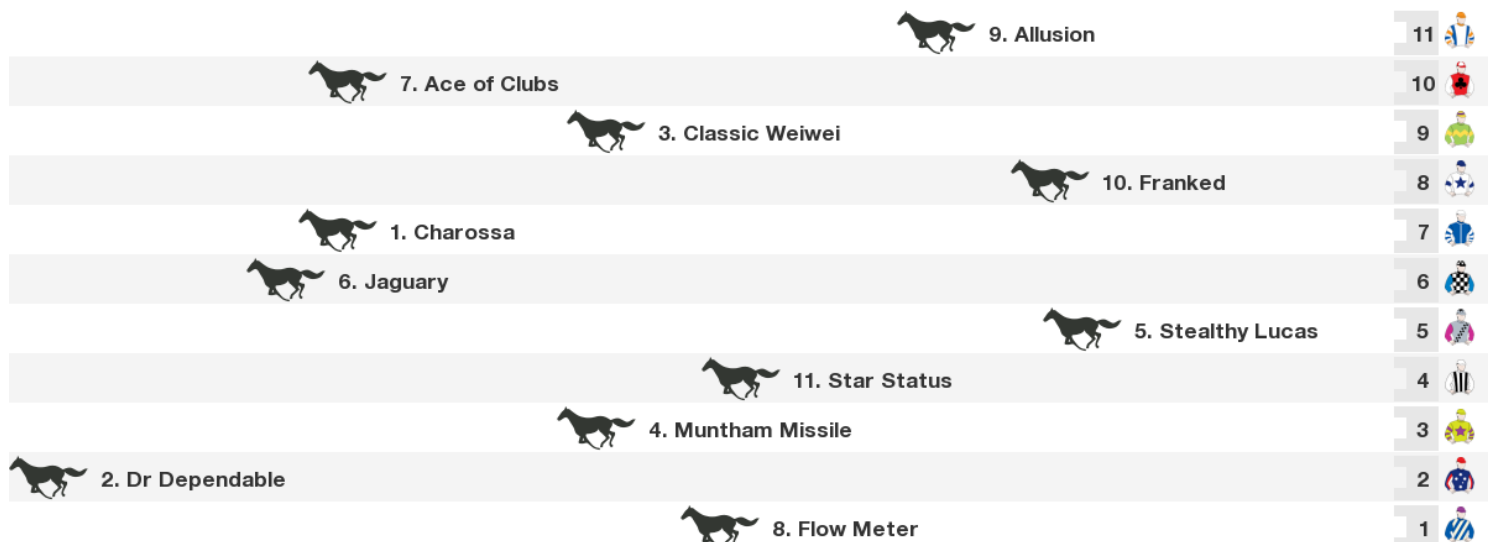 9. Allusion 11
7. Ace of Clubs 10
3. Classic Weiwei 9
10. Franked 8
1. Charossa 7
6. Jaguary 6
5. Stealthy Lucas 5
11. Star Status 4
4. Muntham Missile 3
2. Dr Dependable 2
8. Flow Meter 1